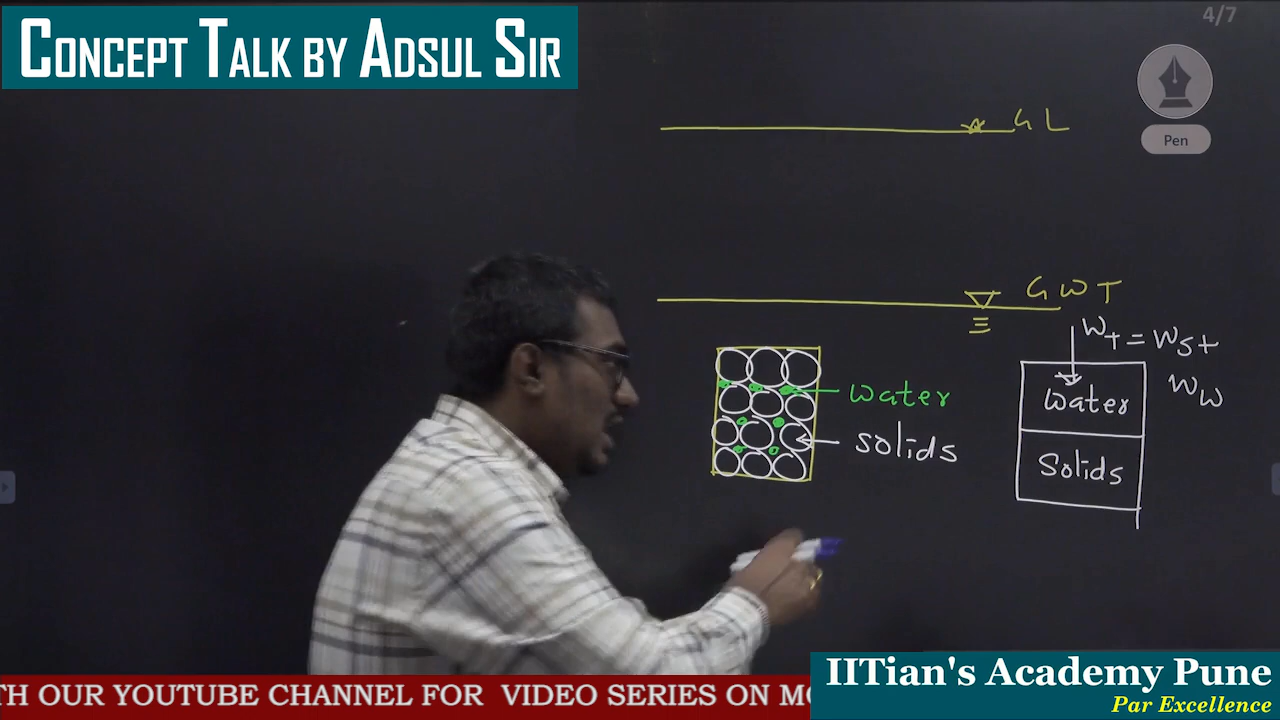 CONCEPT TALK BY ADSUL SIR
4/7
Pen
GL
GWT
WT = WS +
WW
water
solids
water
Solids
TH OUR YOUTUBE CHANNEL FOR VIDEO SERIES ON MO
IITian's Academy Pune
Par Excellence